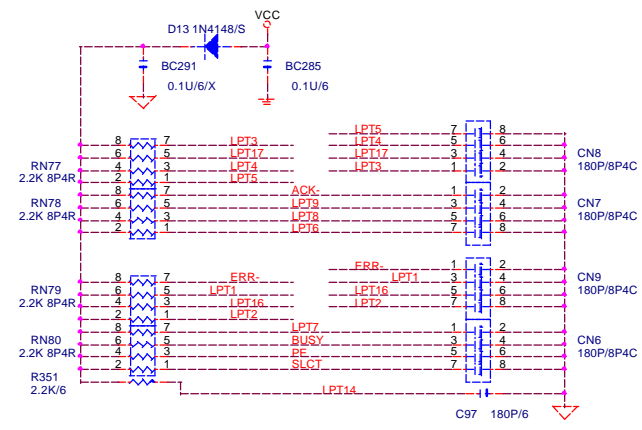 VCC
D13 1N4148/S
BC291 BC285
0.1U/6/X 0.1U/6
LPT5 7 8
8 7 LPT3 LPT4 5 6
6 5 LPT17 LPT17 3 4 CN8
RN77 4 3 LPT4 LPT3 1 2 180P/8P4C
2.2K 8P4R 2 1 LPT5
8 7 ACK- 1 2
RN78 6 5 LPT9 3 4 CN7
2.2K 8P4R 4 3 LPT8 5 6 180P/8P4C
2 1 LPT6 7 8
ERR- 1 2
8 7 ERR- LPT1 3 4 CN9
RN79 6 5 LPT1 LPT16 5 6 180P/8P4C
2.2K 8P4R 4 3 LPT16 LPT2 7 8
2 1 LPT2
8 7 LPT7 1 2
RN80 6 5 BUSY 3 4 CN6
2.2K 8P4R 4 3 PE 5 6 180P/8P4C
2 1 SLCT 7 8
R351
2.2K/6
LPT14
C97 180P/6